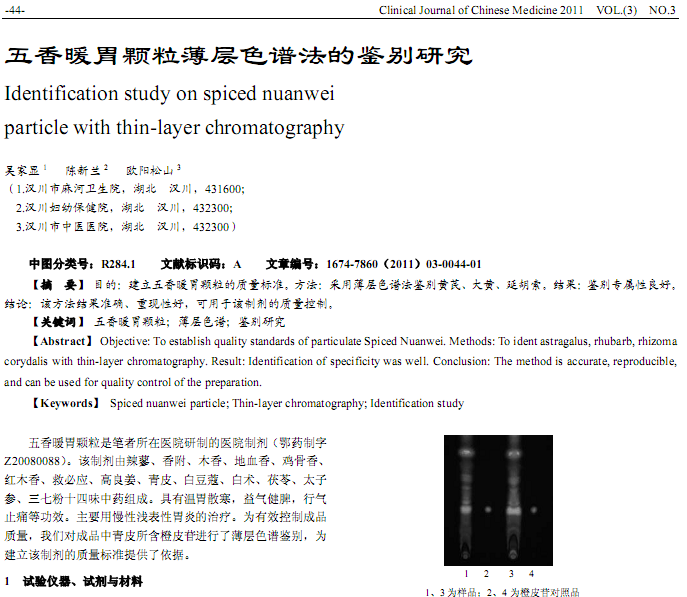 -44-
Clinical Journal of Chinese Medicine 2011 VOL.(3) NO.3
五香暖胃颗粒薄层色谱法的鉴别研究
Identification study on spiced nuanwei
particle with thin-layer chromatography
吴家显1 陈新兰2 欧阳松山3
（1.汉川市麻河卫生院，湖北 汉川，431600;
2.汉川妇幼保健院，湖北 汉川，432300;
3.汉川市中医医院，湖北 汉川，432300）
中图分类号：R284.1 文献标识码：A 文章编号：1674-7860（2011）03-0044-01
【摘 要】目的：建立五香暖胃颗粒的质量标准。方法：采用薄层色谱法鉴别黄芪、大黄、延胡索。结果：鉴别专属性良好。
结论：该方法结果准确、重现性好，可用于该制剂的质量控制。
【关键词】五香暖胃颗粒；薄层色谱；鉴别研究
【Abstract】Objective: To establish quality standards of particulate Spiced Nuanwei. Methods: To ident astragalus, rhubarb, rhizoma
corydalis with thin-layer chromatography. Result: Identification of specificity was well. Conclusion: The method is accurate, reproducible,
and can be used for quality control of the preparation.
【Keywords】Spiced nuanwei particle; Thin-layer chromatography; Identification study
五香暖胃颗粒是笔者所在医院研制的医院制剂（鄂药制字
Z20080088）。该制剂由辣蓼、香附、木香、地血香、鸡骨香、
红木香、救必应、高良姜、青皮、白豆蔻、白术、茯苓、太子
参、三七粉十四味中药组成。具有温胃散寒，益气健脾，行气
止痛等功效。主要用慢性浅表性胃炎的治疗。为有效控制成品
质量，我们对成品中青皮所含橙皮苷进行了薄层色谱鉴别，为
建立该制剂的质量标准提供了依据。
1 试验仪器、试剂与材料
1 2 3 4
1、3为样品；2、4为橙皮苷对照品